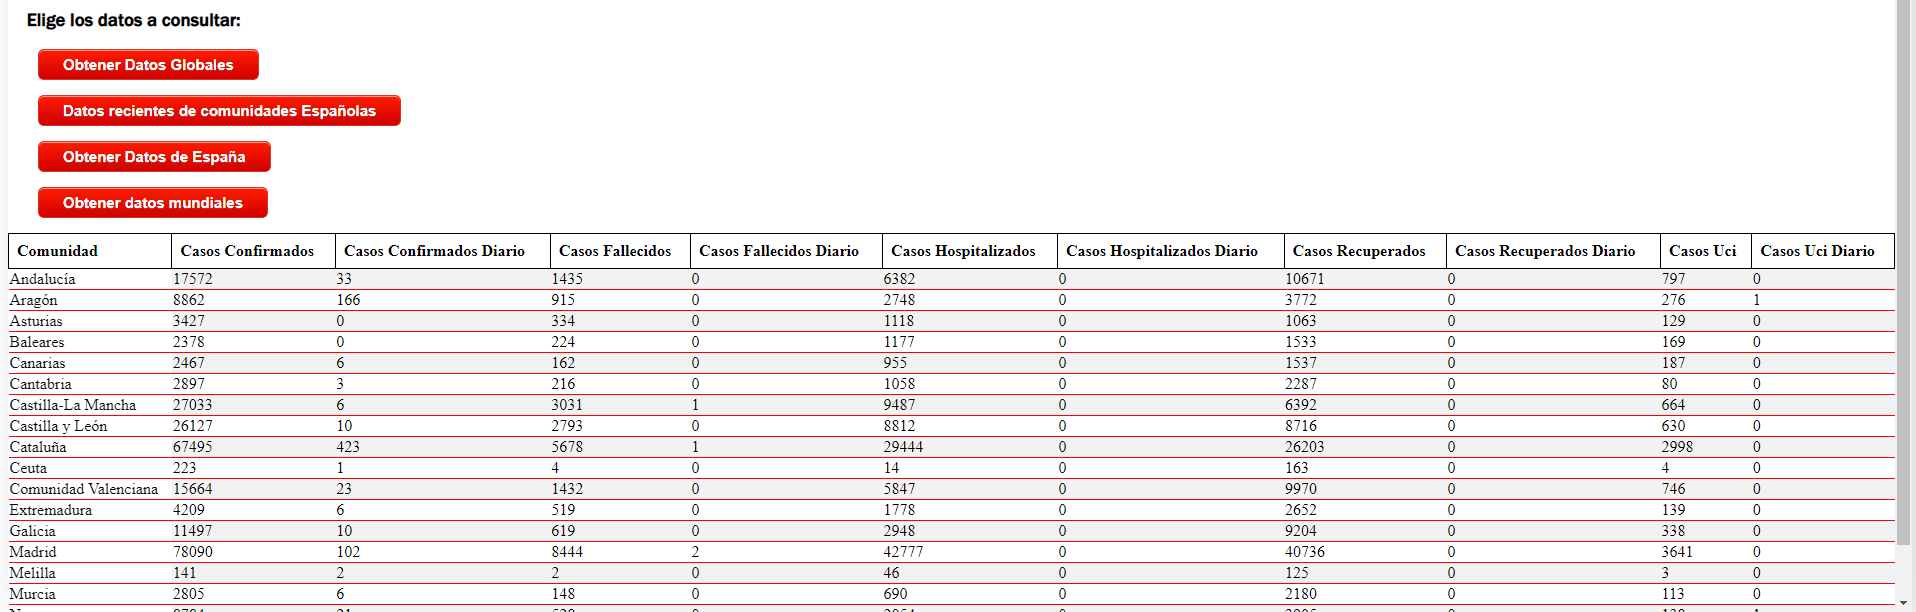 Elige los datos a consultar:
Obtener Datos Globales
Datos recientes de comunidades Españolas
Obtener Datos de España
Obtener datos mundiales
Comunidad Casos Confirmados Casos Confirmados Diario Casos Fallecidos Casos Fallecidos Diario Casos Hospitalizados Casos Hospitalizados Diario Casos Recuperados Casos Recuperados Diario Casos Uci Casos Uci Diario
Andalucía 17572 33 1435 0 6382 0 10671 0 797 0
Aragón 8862 166 915 0 2748 0 3772 0 276 1
Asturias 3427 0 334 0 1118 0 1063 0 129 0
Baleares 2378 0 224 0 1177 0 1533 0 169 0
Canarias 2467 6 162 0 955 0 1537 0 187 0
Cantabria 2897 3 216 0 1058 0 2287 0 80 0
Castilla-La Mancha 27033 6 3031 1 9487 0 6392 0 664 0
Castilla y León 26127 10 2793 0 8812 0 8716 0 630 0
Cataluña 67495 423 5678 1 29444 0 26203 0 2998 0
Ceuta 223 1 4 0 14 0 163 0 4 0
Comunidad Valenciana 15664 23 1432 0 5847 0 9970 0 746 0
Extremadura 4209 6 519 0 1778 0 2652 0 139 0
Galicia 11497 10 619 0 2948 0 9204 0 338 0
Madrid 78090 102 8444 2 42777 0 40736 0 3641 0
Melilla 141 2 2 0 46 0 125 0 3 0
Murcia 2805 6 148 0 690 0 2180 0 113 0